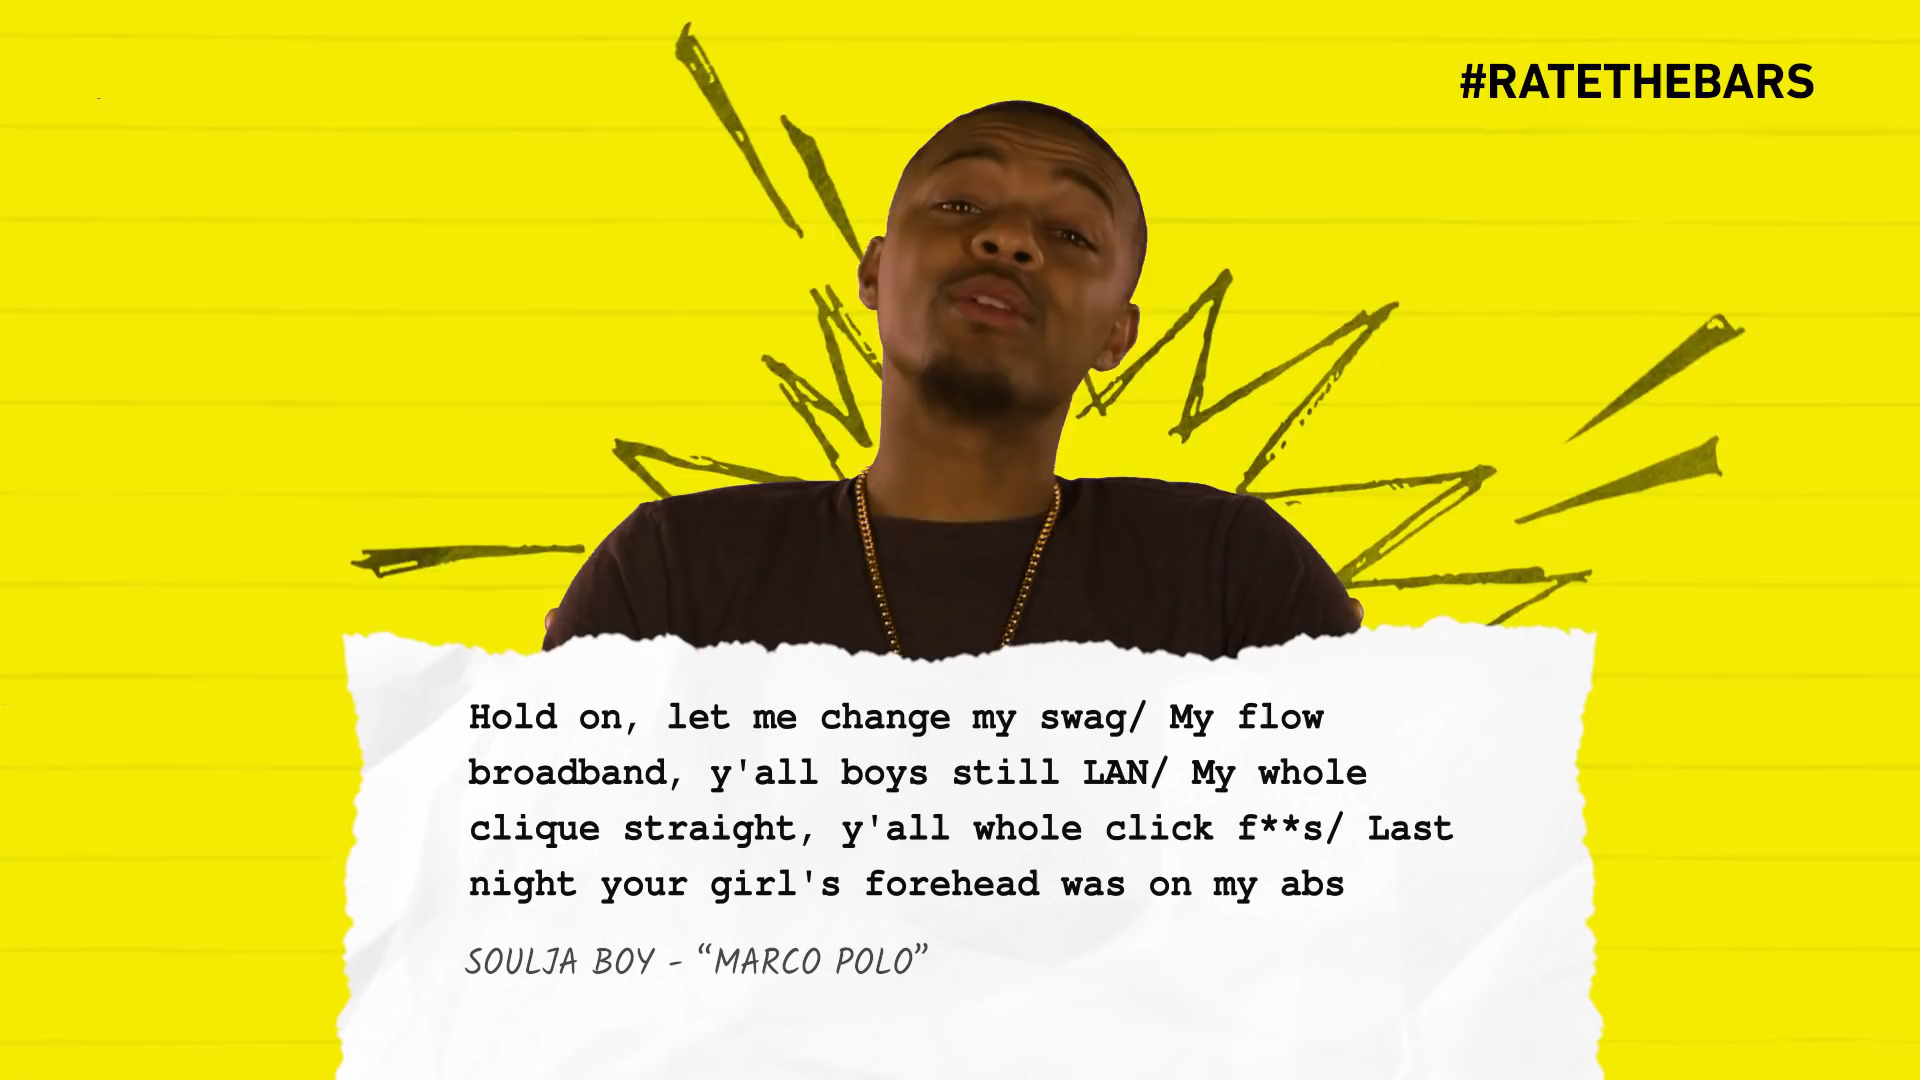 #RATETHEBARS
Hold on, let me change my swag/ My flow
broadband, y'all boys still LAN/ My whole
clique straight, y'all whole click f**s/ Last
night your girl's forehead was on my abs
SOULJA BOY - “MARCO POLO”